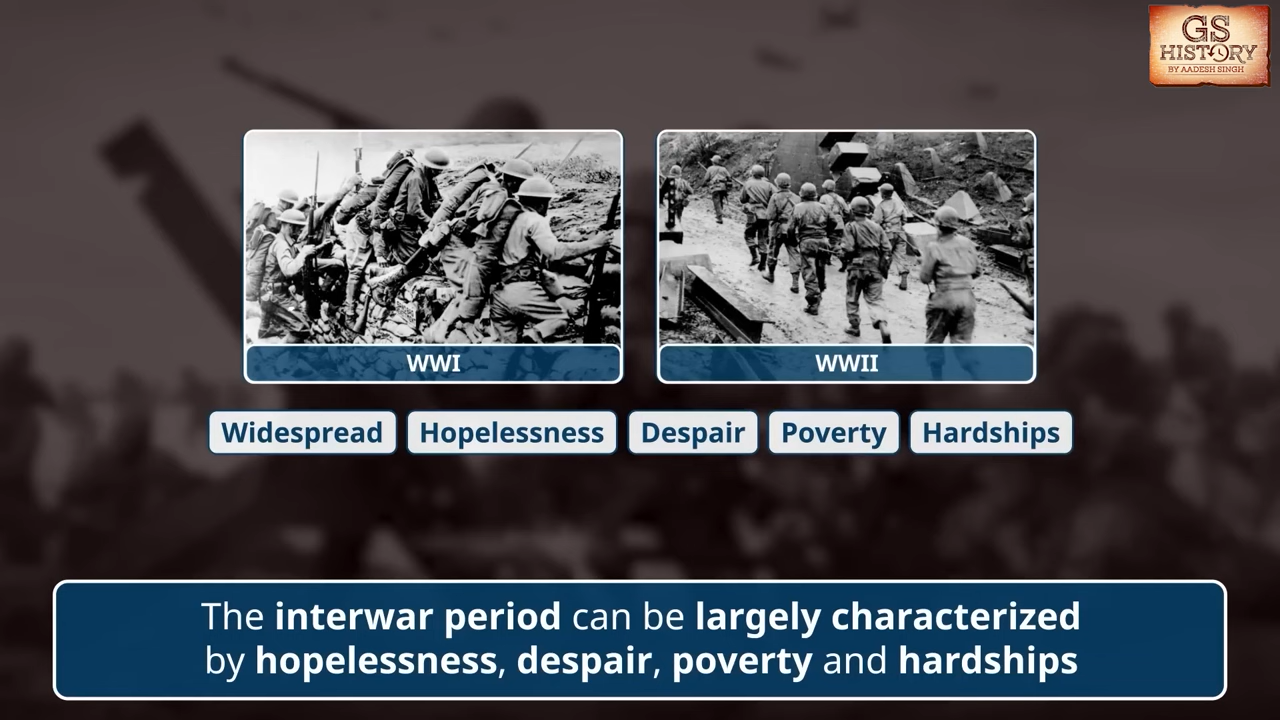 GS
HISTORY
BY AADESH SINGH
WWI
WWII
Widespread Hopelessness Despair Poverty Hardships
The interwar period can be largely characterized
by hopelessness, despair, poverty and hardships